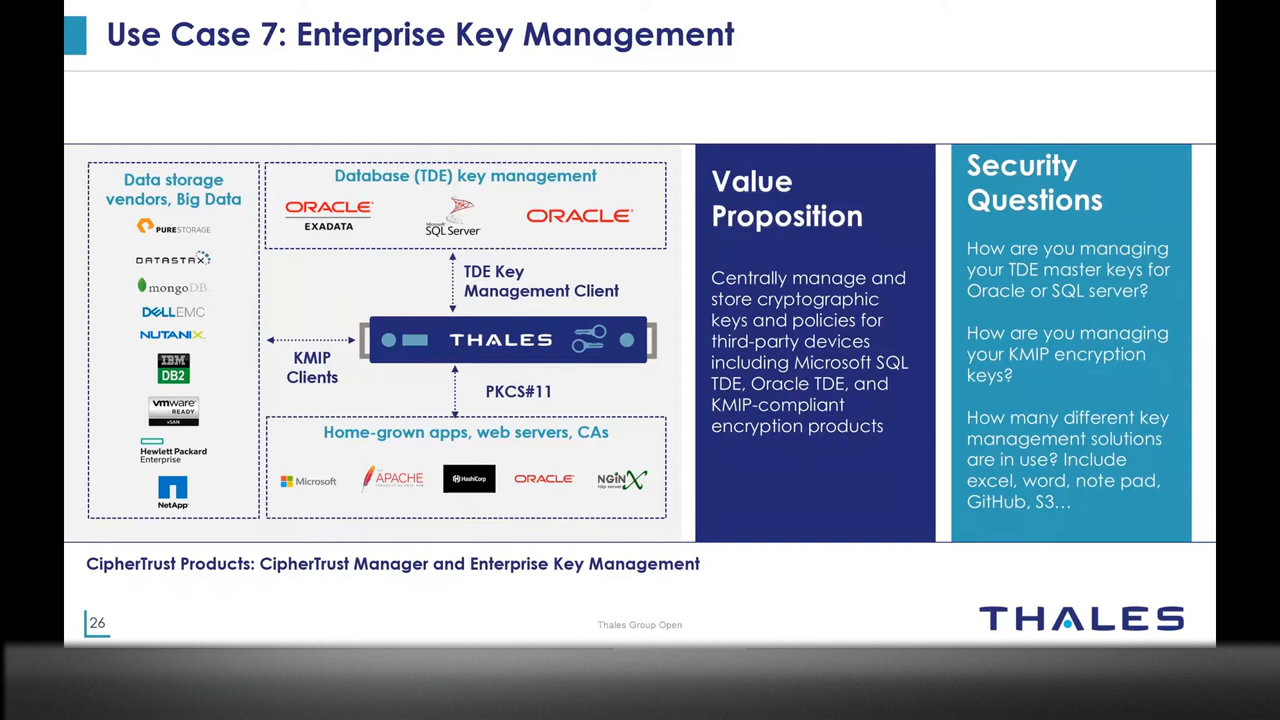 Use Case 7: Enterprise Key Management
Data storage
vendors, Big Data
PURESTORAGE
DATASTAX
mongoDB
DELLEMC
NUTANIX
IBM
DB2
vmware
READY
vSAN
Hewlett Packard
Enterprise
NetApp
Database (TDE) key management
ORACLE
EXADATA
Microsoft
SQL Server
ORACLE
TDE Key
Management Client
KMIP
Clients
THALES
PKCS#11
Home-grown apps, web servers, CAs
Microsoft
APACHE
HashiCorp
ORACLE
NGiNX
http server
Value
Proposition
Centrally manage and
store cryptographic
keys and policies for
third-party devices
including Microsoft SQL
TDE, Oracle TDE, and
KMIP-compliant
encryption products
Security
Questions
How are you managing
your TDE master keys for
Oracle or SQL server?
How are you managing
your KMIP encryption
keys?
How many different key
management solutions
are in use? Include
excel, word, note pad,
GitHub, S3...
CipherTrust Products: CipherTrust Manager and Enterprise Key Management
26
Thales Group Open
THALES